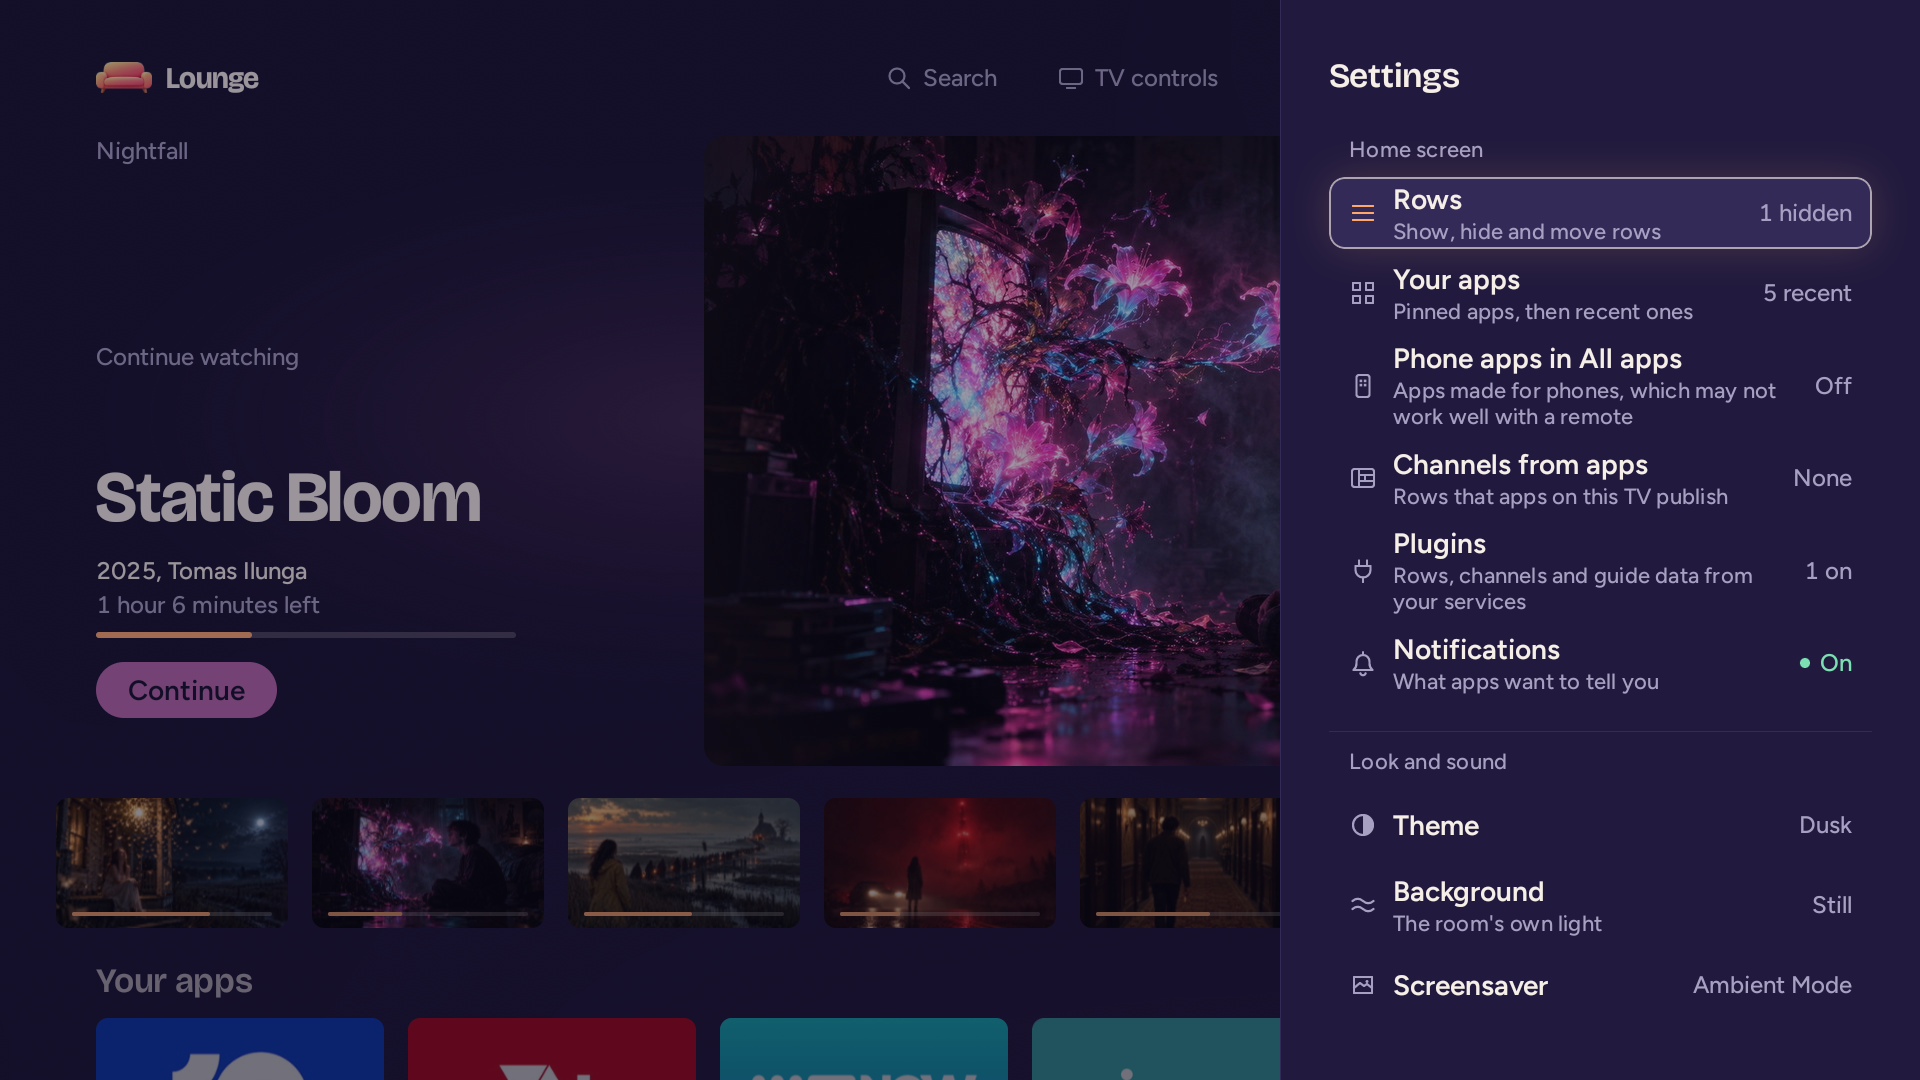 Lounge
Search
TV controls
Nightfall
Continue watching
Static Bloom
2025, Tomas Ilunga
1 hour 6 minutes left
Continue
Your apps
Settings
Home screen
Rows
Show, hide and move rows
1 hidden
Your apps
Pinned apps, then recent ones
5 recent
Phone apps in All apps
Apps made for phones, which may not
work well with a remote
Off
Channels from apps
Rows that apps on this TV publish
None
Plugins
Rows, channels and guide data from
your services
1 on
Notifications
What apps want to tell you
On
Look and sound
Theme
Dusk
Background
The room's own light
Still
Screensaver
Ambient Mode